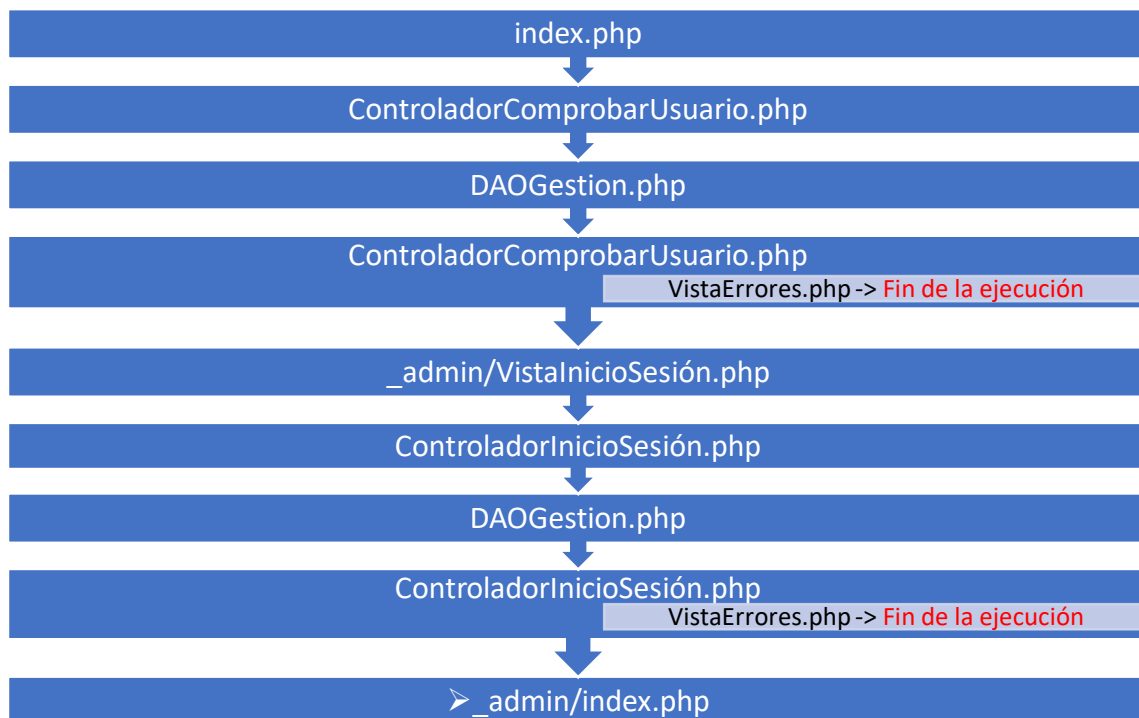 index.php
ControladorComprobarUsuario.php
DAOGestion.php
ControladorComprobarUsuario.php
VistaErrores.php -> Fin de la ejecución
_admin/VistaInicioSesión.php
ControladorInicioSesión.php
DAOGestion.php
ControladorInicioSesión.php
VistaErrores.php -> Fin de la ejecución
➢_admin/index.php